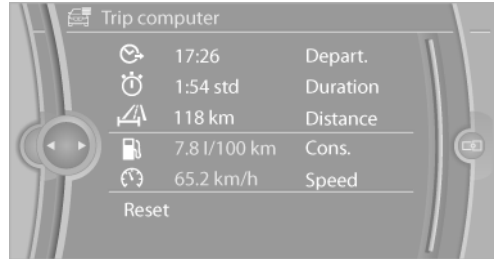 Trip computer
17:26 Depart.
1:54 std Duration
118 km Distance
7.8 l/100 km Cons.
65.2 km/h Speed
Reset